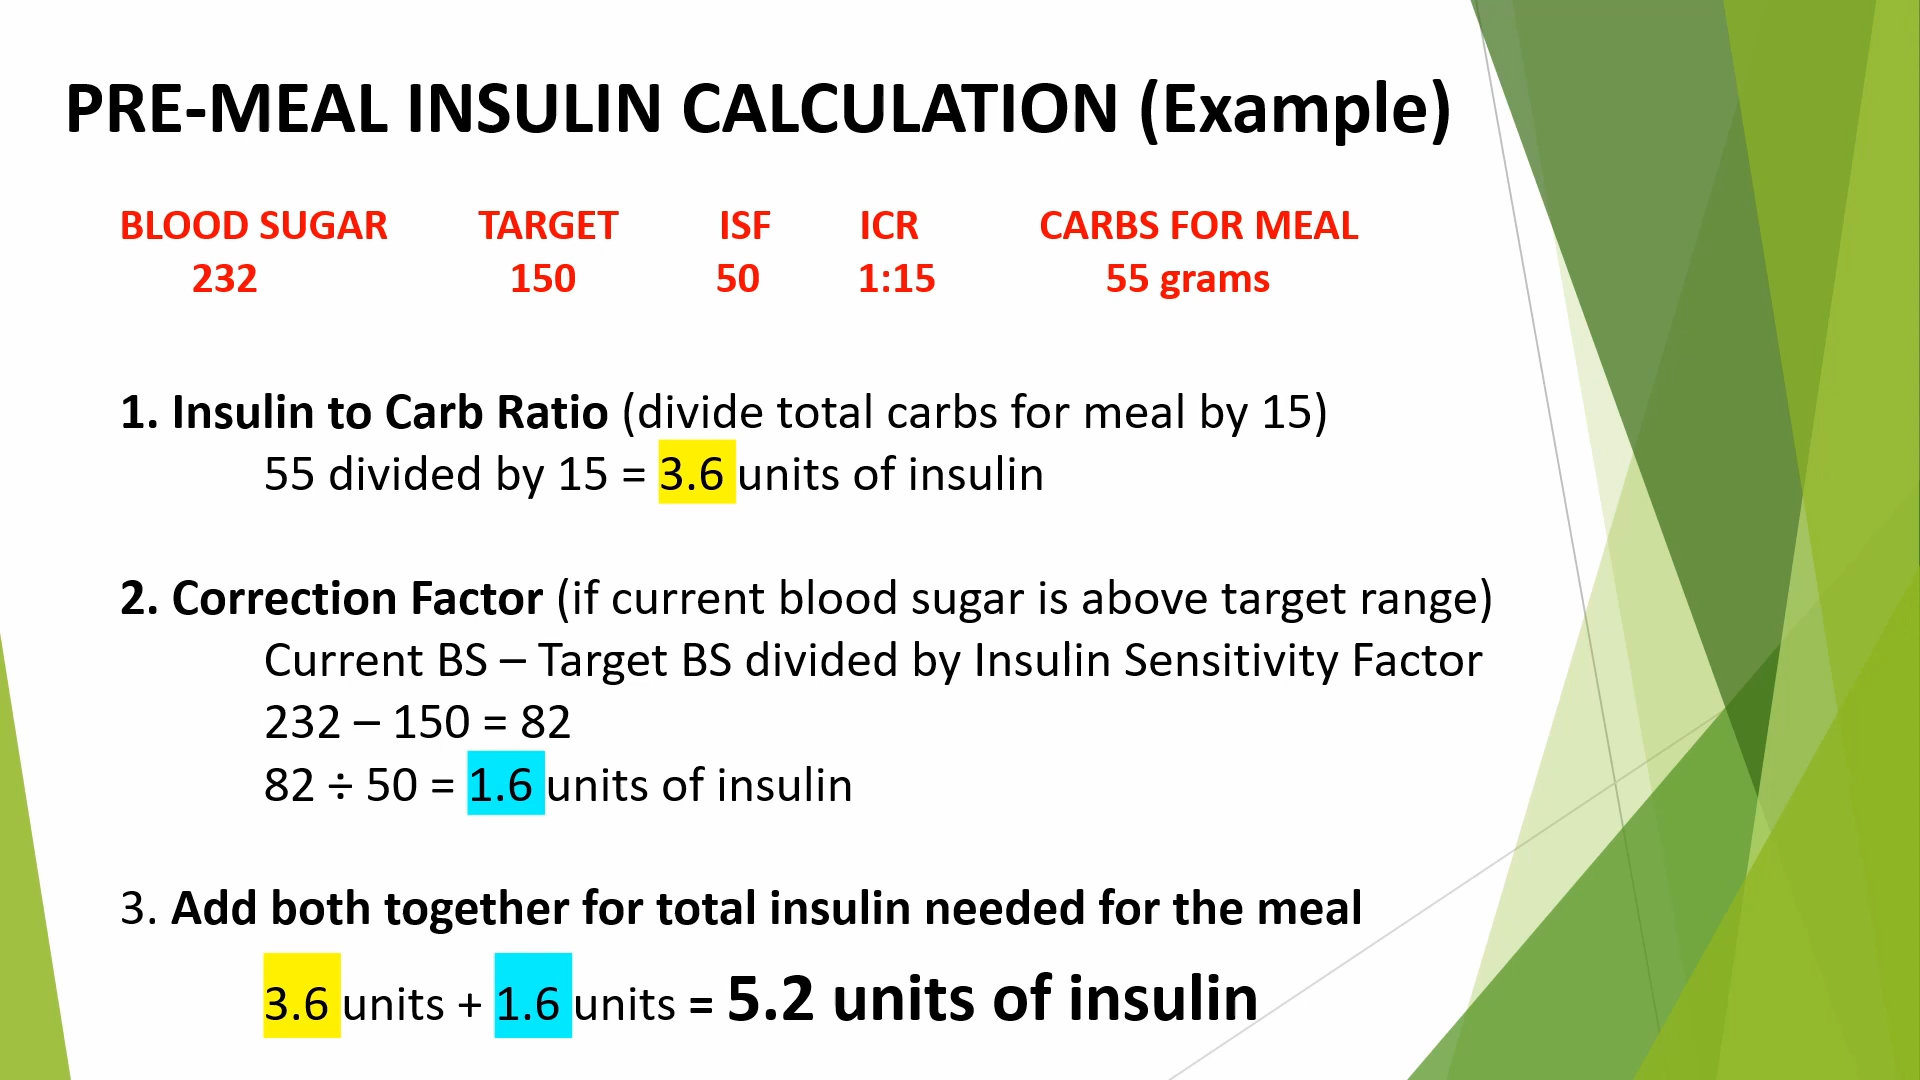 PRE-MEAL INSULIN CALCULATION (Example)
BLOOD SUGAR TARGET ISF ICR CARBS FOR MEAL
232 150 50 1:15 55 grams
1. Insulin to Carb Ratio (divide total carbs for meal by 15)
55 divided by 15 = 3.6 units of insulin
2. Correction Factor (if current blood sugar is above target range)
Current BS – Target BS divided by Insulin Sensitivity Factor
232 – 150 = 82
82 ÷ 50 = 1.6 units of insulin
3. Add both together for total insulin needed for the meal
3.6 units + 1.6 units = 5.2 units of insulin